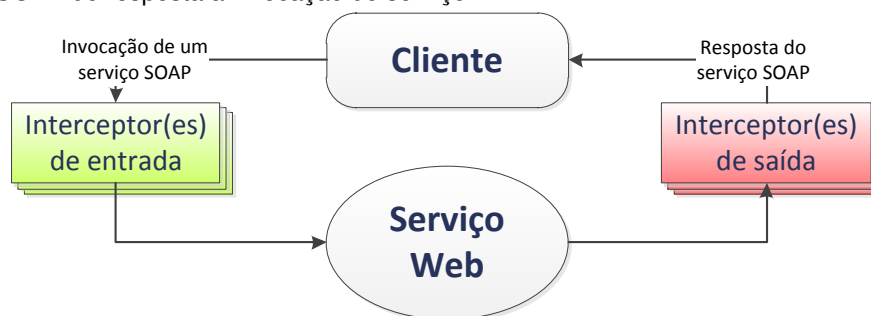 Invocação de um
serviço SOAP
Cliente
Resposta do
serviço SOAP
Interceptor(es)
de entrada
Interceptor(es)
de saída
Serviço
Web